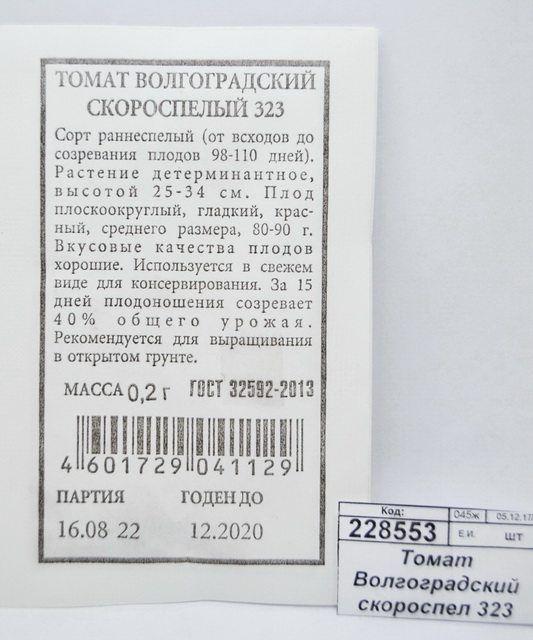 ТОМАТ ВОЛГОГРАДСКИЙ
СКОРОСПЕЛЫЙ 323
Сорт раннеспелый (от всходов до
созревания плодов 98-110 дней).
Растение детерминантное,
высотой 25-34 см. Плод
плоскоокруглый, гладкий, крас-
ный, среднего размера, 80-90 г.
Вкусовые качества плодов
хорошие. Используется в свежем
виде для консервирования. За 15
дней плодоношения созревает
40% общего урожая.
Рекомендуется для выращивания
в открытом грунте.
МАССА 0,2 г ГОСТ 32592-2013
4 601729 041129
ПАРТИЯ ГОДЕН ДО
16.08 22 12.2020
Код: 045ж 05.12.17
228553 Е.И. шт
Томат
Волгоградский
скороспел 323